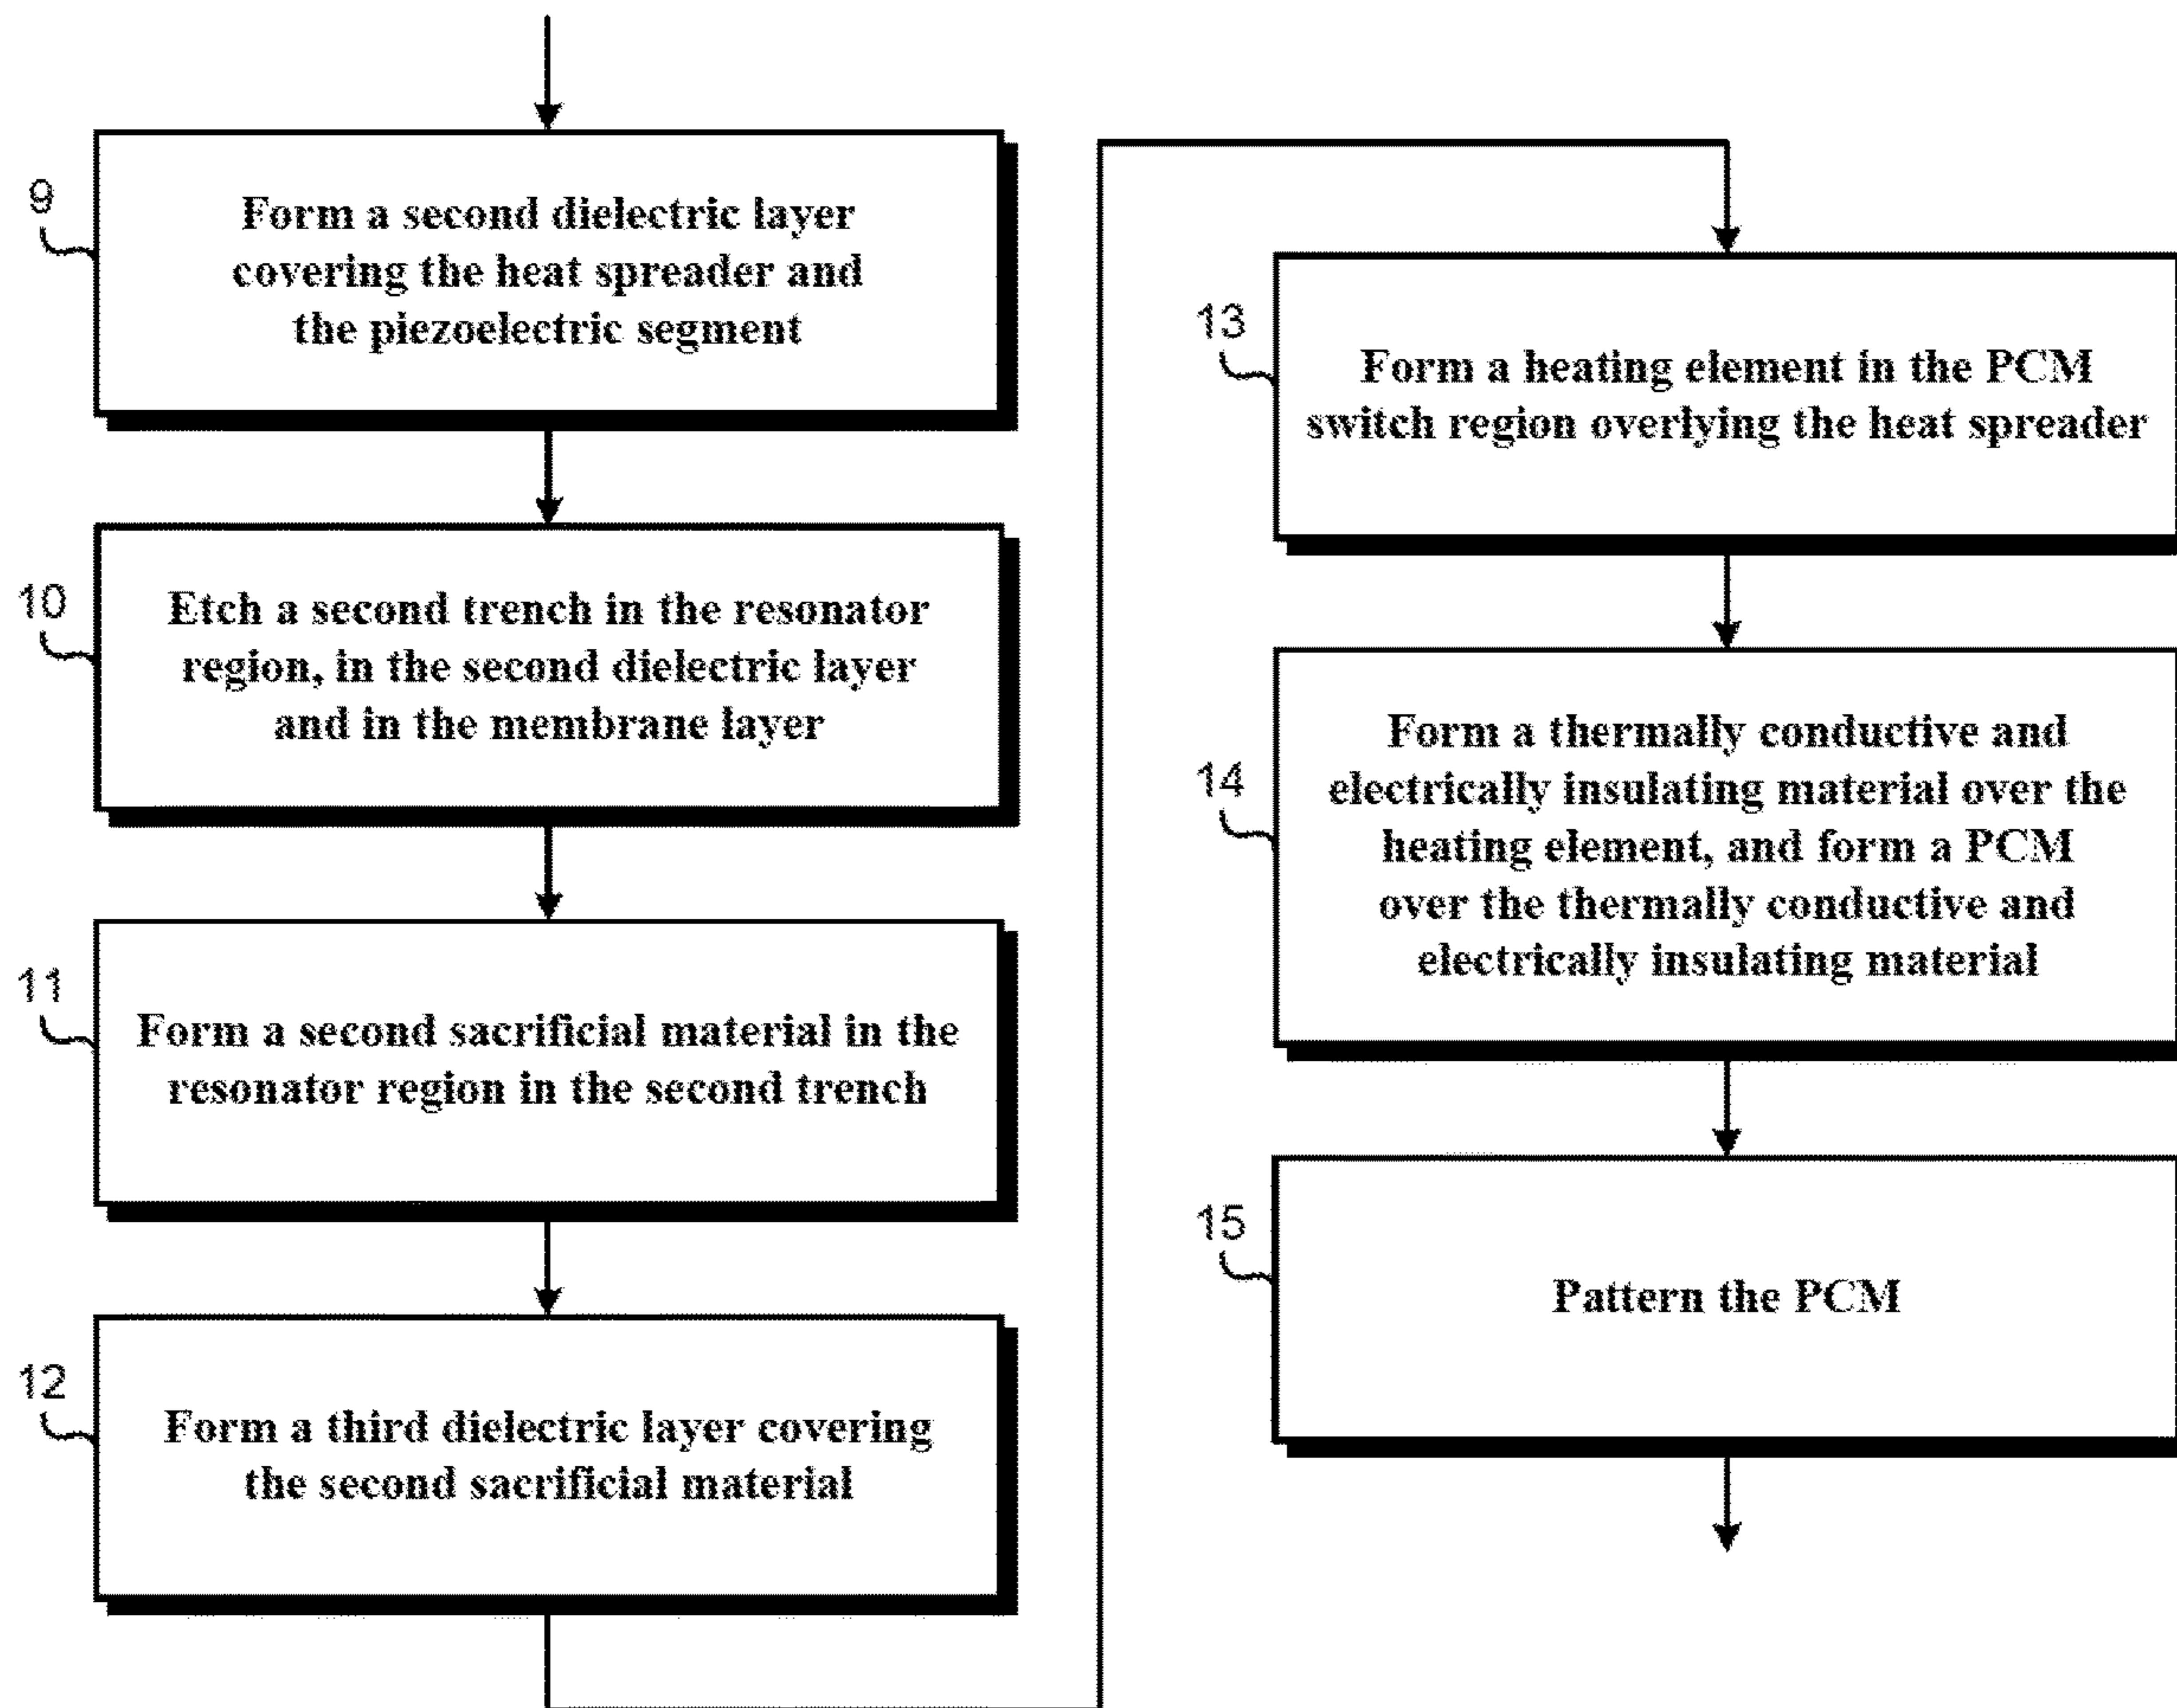 9
Form a second dielectric layer
covering the heat spreader and
the piezoelectric segment
10
Etch a second trench in the resonator
region, in the second dielectric layer
and in the membrane layer
11
Form a second sacrificial material in the
resonator region in the second trench
12
Form a third dielectric layer covering
the second sacrificial material
13
Form a heating element in the PCM
switch region overlying the heat spreader
14
Form a thermally conductive and
electrically insulating material over the
heating element, and form a PCM
over the thermally conductive and
electrically insulating material
15
Pattern the PCM